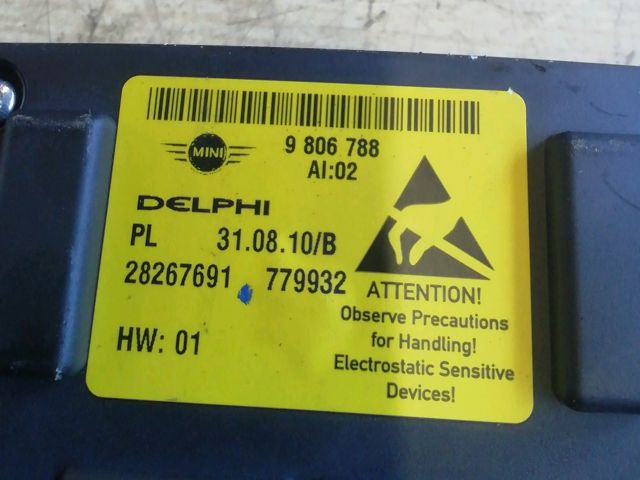 MINI
9 806 788
AI:02
DELPHI
PL 31.08.10/B
28267691 779932
HW: 01
ATTENTION!
Observe Precautions
for Handling!
Electrostatic Sensitive
Devices!